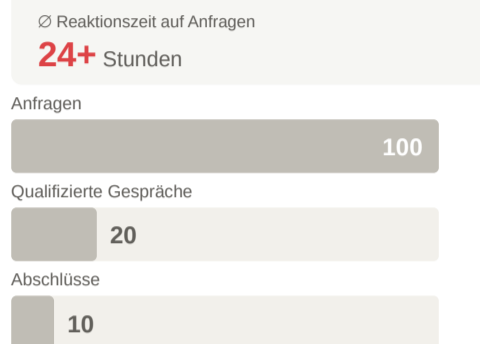 ∅ Reaktionszeit auf Anfragen
24+ Stunden
Anfragen
100
Qualifizierte Gespräche
20
Abschlüsse
10